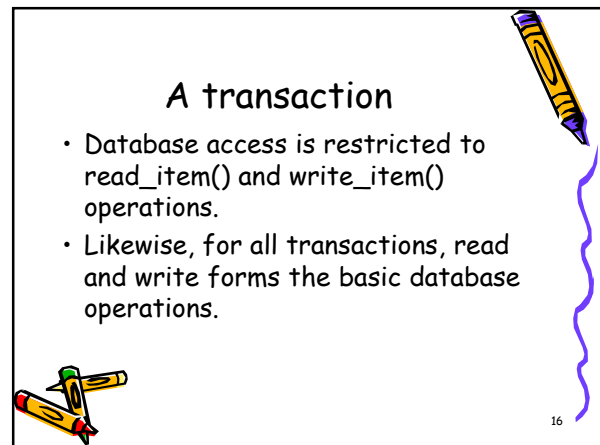 A transaction
• Database access is restricted to
read_item() and write_item()
operations.
• Likewise, for all transactions, read
and write forms the basic database
operations.
16